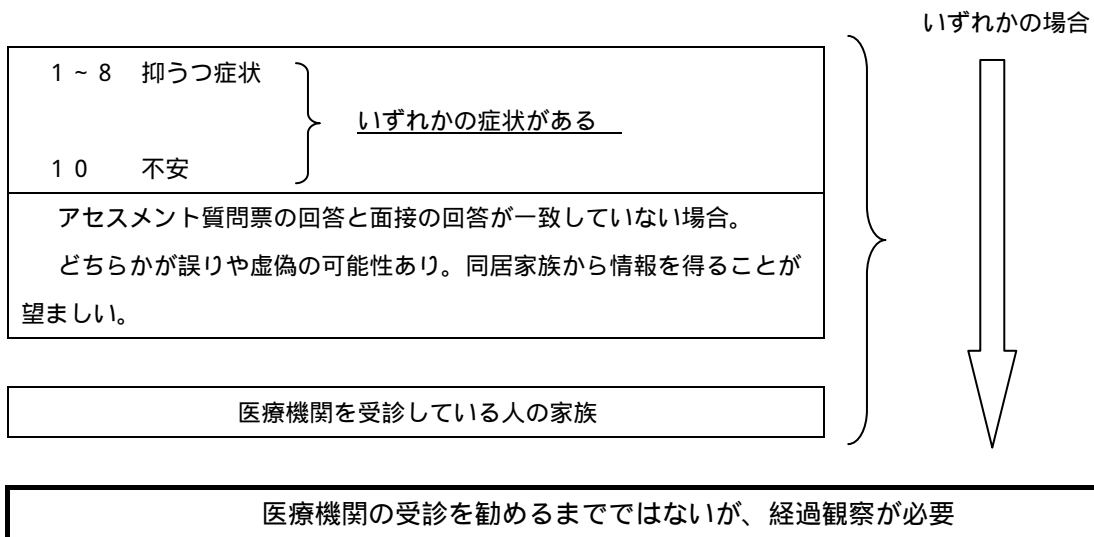 いずれかの場合
１～８ 抑うつ症状
いずれかの症状がある
１０ 不安
アセスメント質問票の回答と面接の回答が一致していない場合。
どちらかが誤りや虚偽の可能性あり。同居家族から情報を得ることが
望ましい。
医療機関を受診している人の家族
医療機関の受診を勧めるまでではないが、経過観察が必要